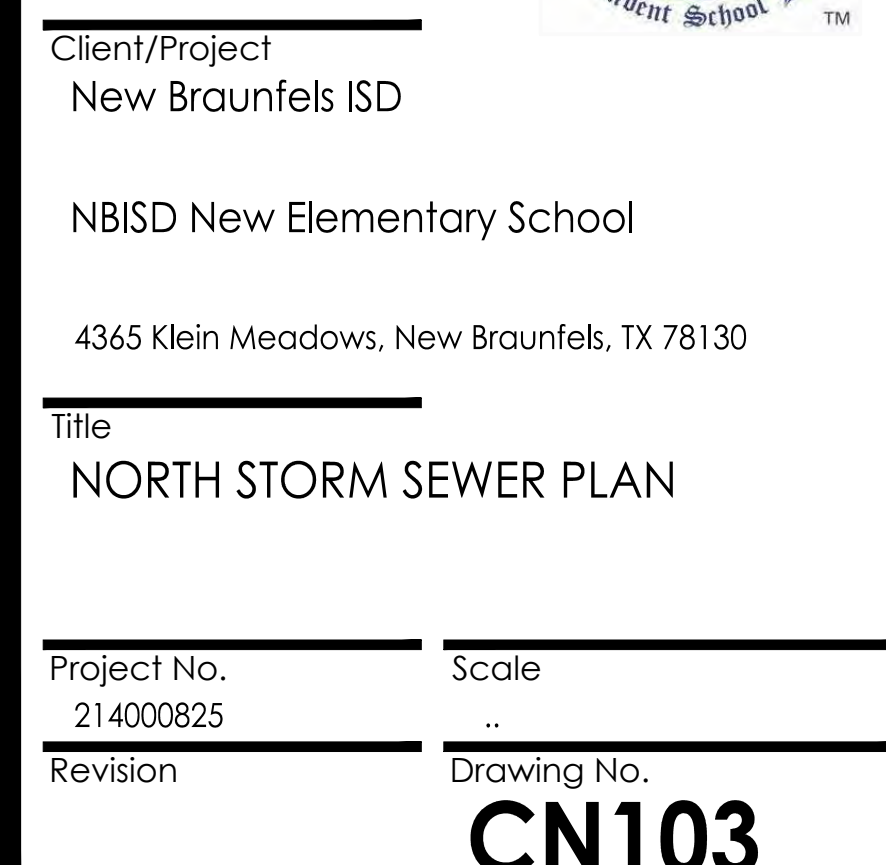 School
TM
Client/Project
New Braunfels ISD
NBISD New Elementary School
4365 Klein Meadows, New Braunfels, TX 78130
Title
NORTH STORM SEWER PLAN
Project No.
Scale
214000825
..
Revision
Drawing No.
CN103